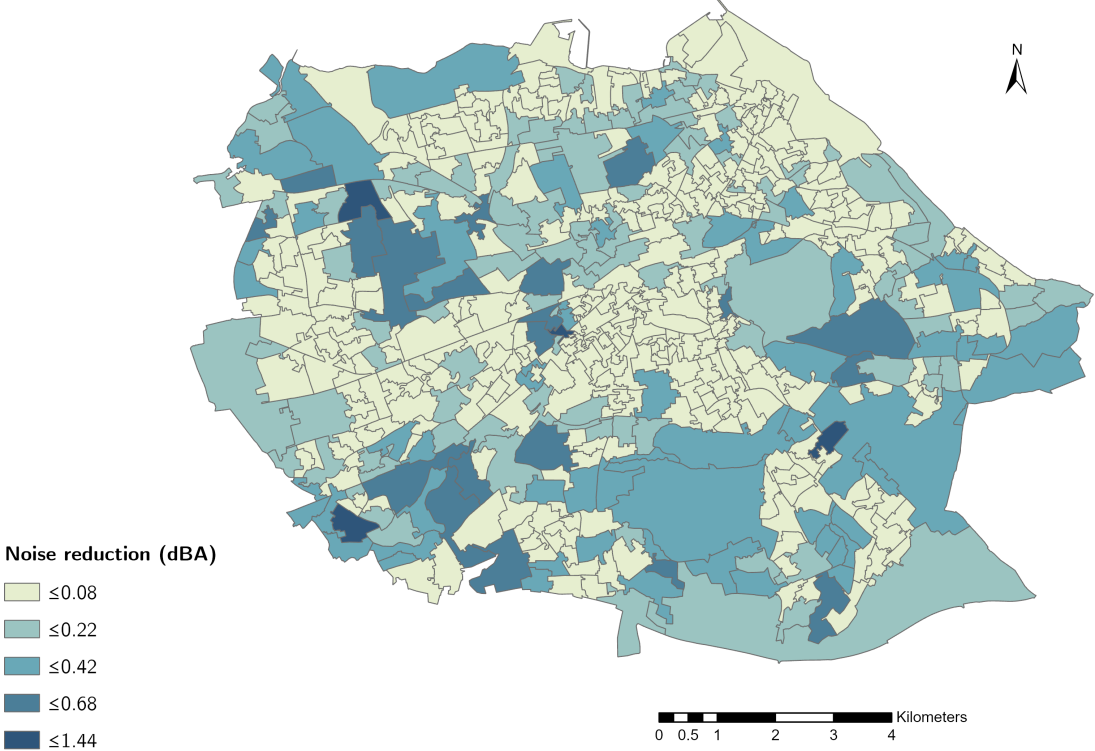 N
Noise reduction (dBA)
≤0.08
≤0.22
≤0.42
≤0.68
≤1.44
Kilometers
0 0.5 1 2 3 4